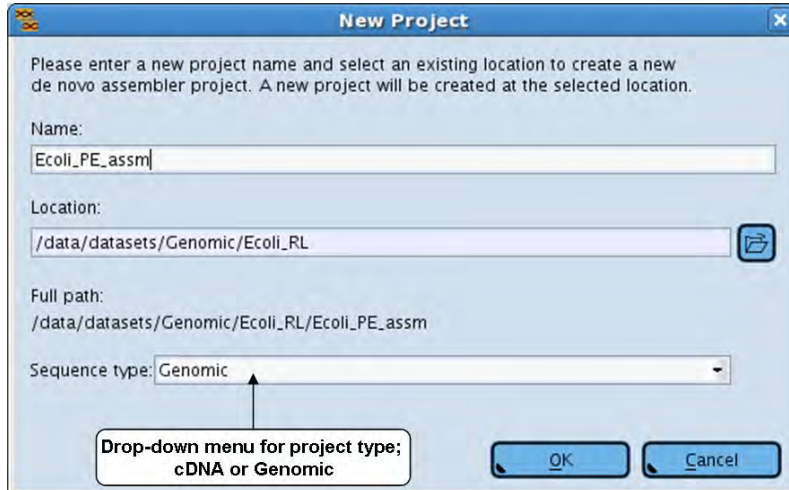 New Project
Please enter a new project name and select an existing location to create a new
de novo assembler project. A new project will be created at the selected location.
Name:
Ecoli_PE_assm
Location:
/data/datasets/Genomic/Ecoli_RL
Full path:
/data/datasets/Genomic/Ecoli_RL/Ecoli_PE_assm
Sequence type: Genomic
Drop-down menu for project type;
cDNA or Genomic
OK
Cancel